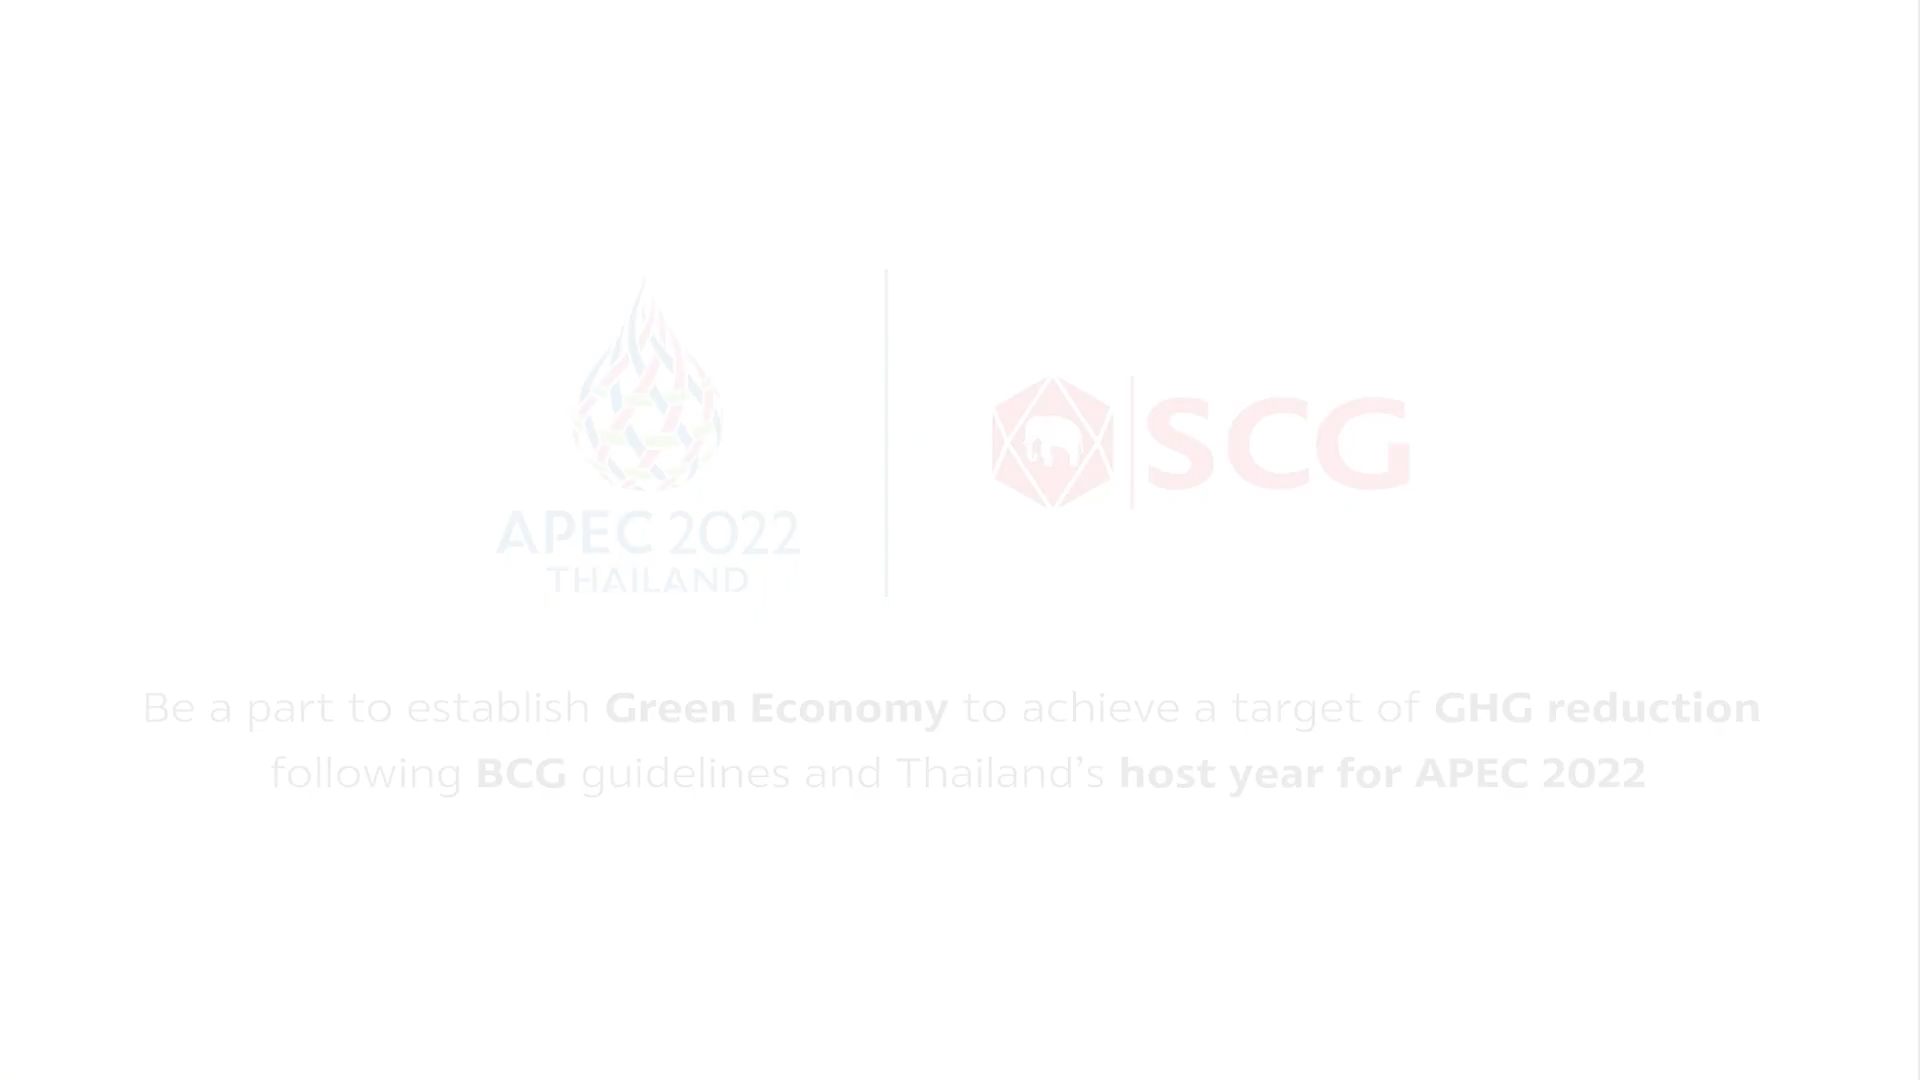 APEC 2022
THAILAND
SCG
Be a part to establish Green Economy to achieve a target of GHG reduction
following BCG guidelines and Thailand’s host year for APEC 2022